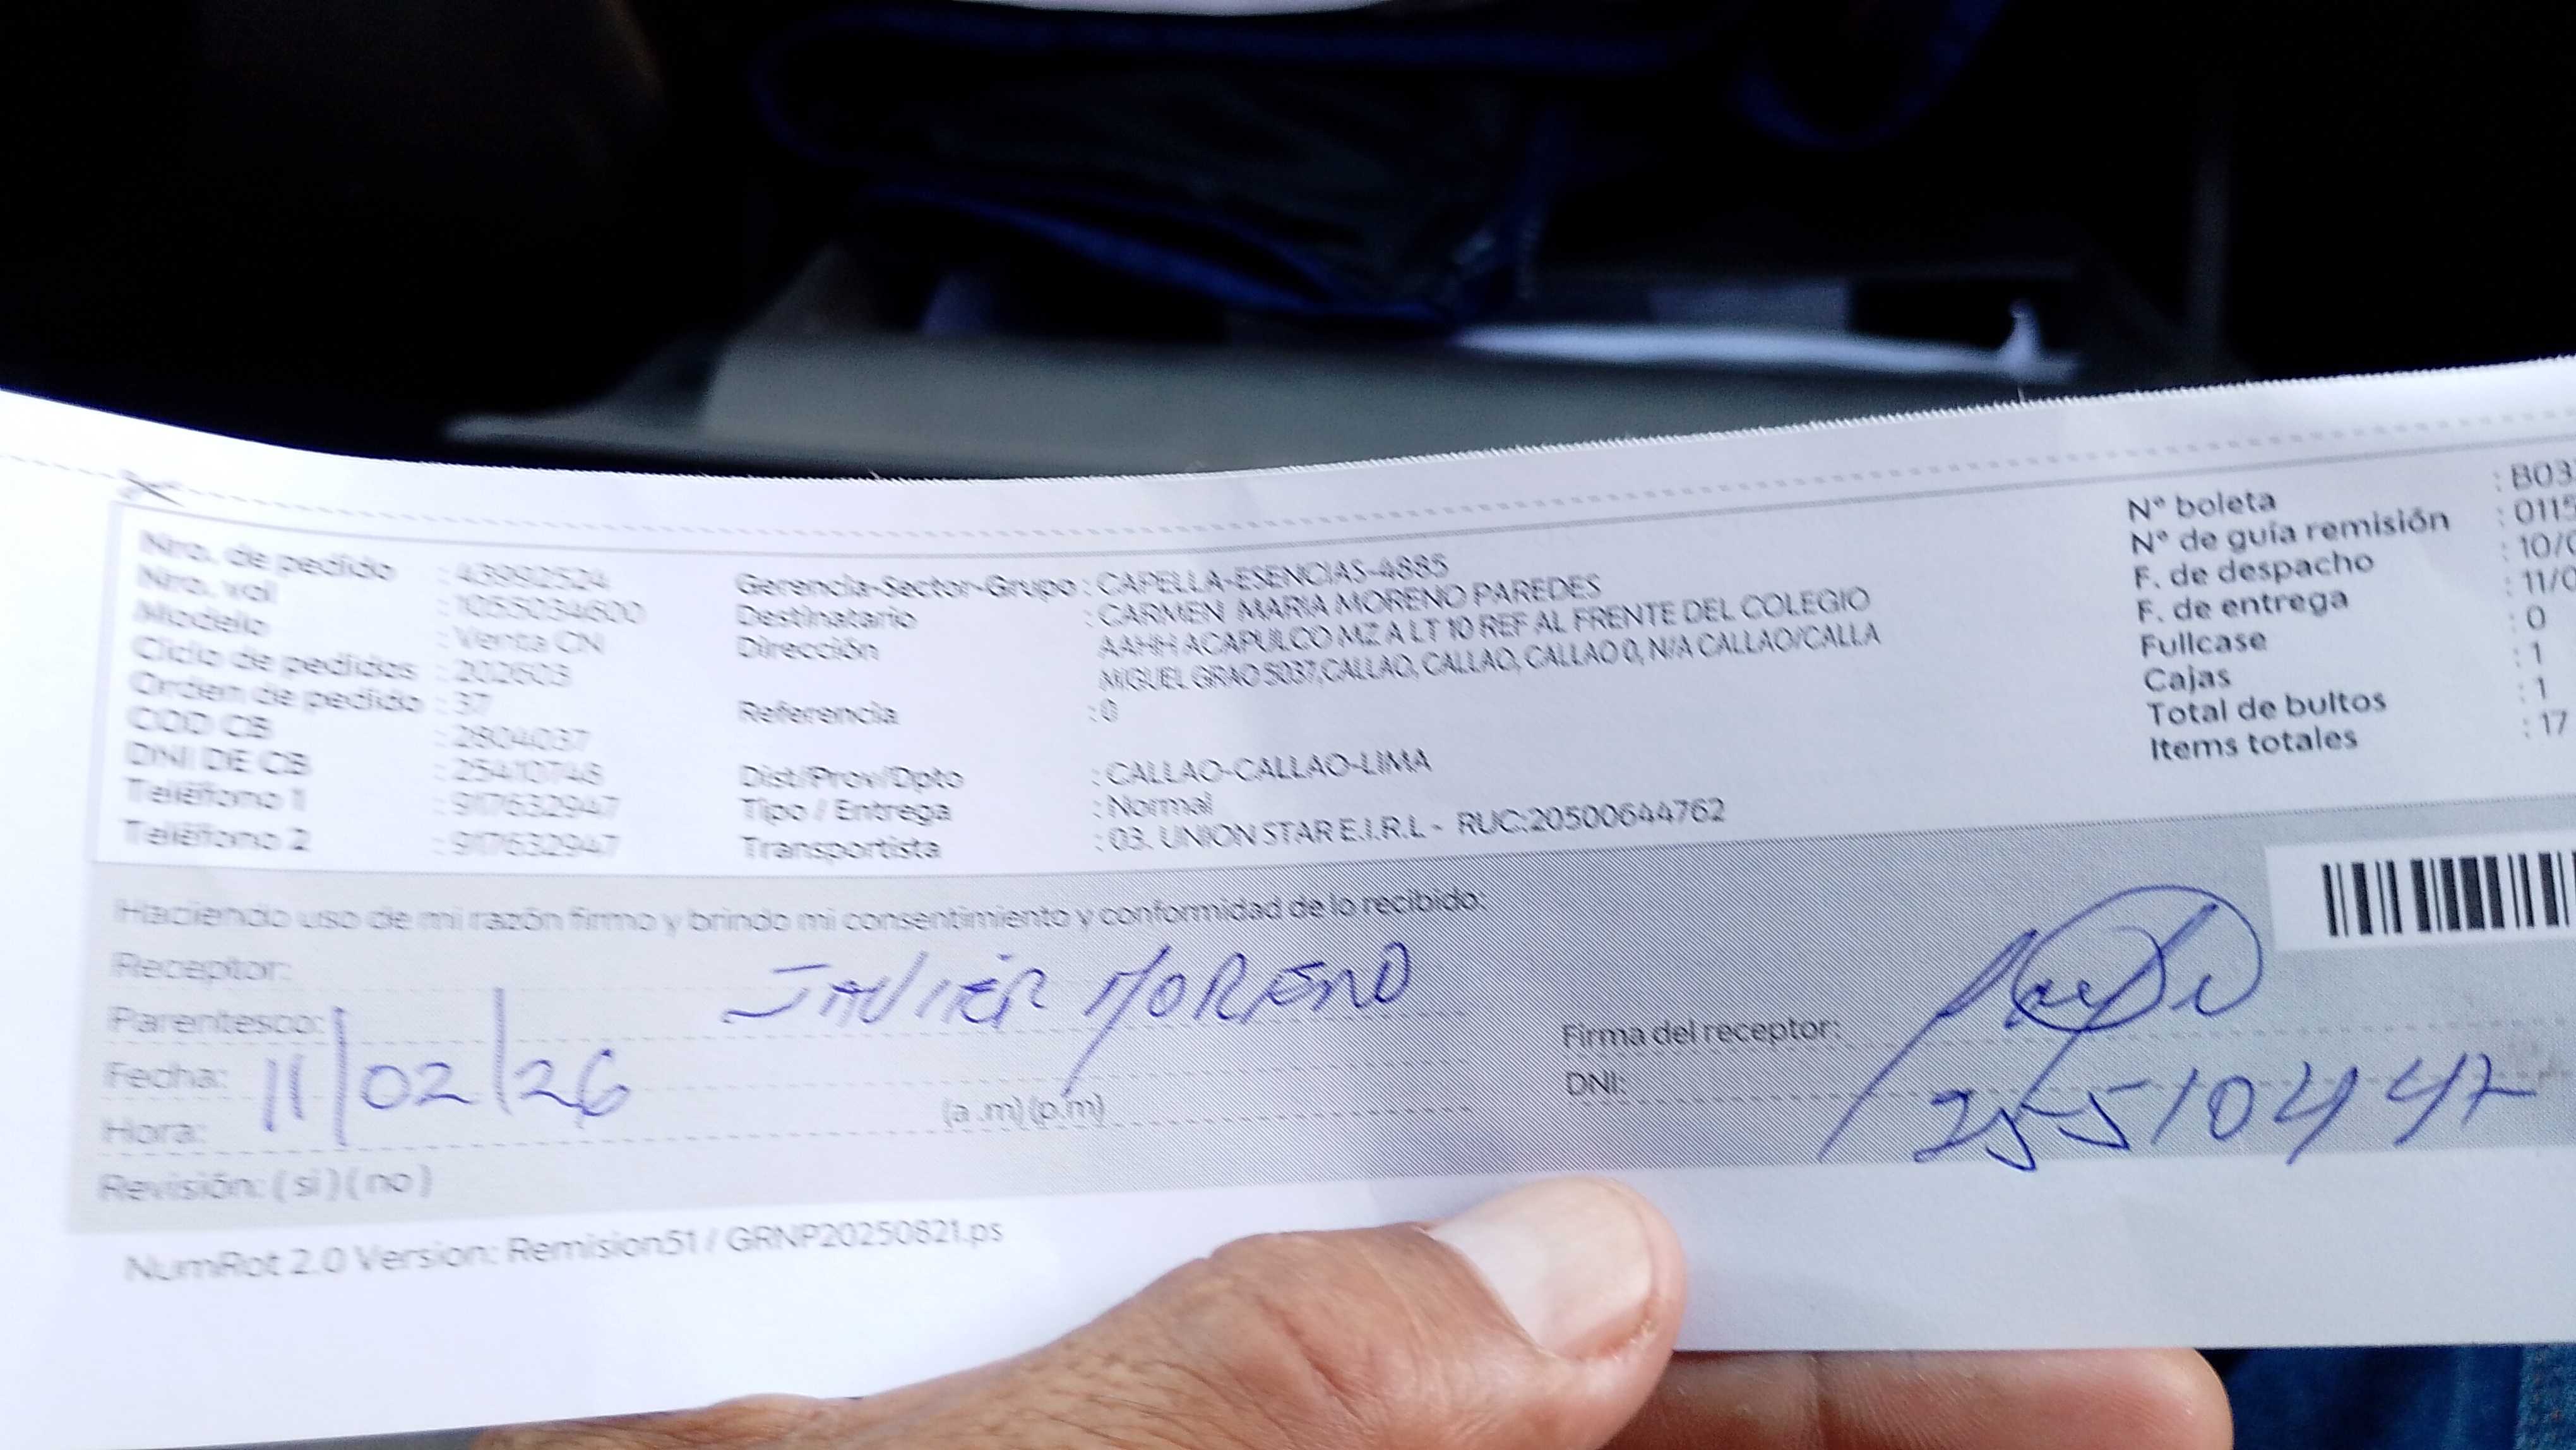 Nro. de pedido : 43992524
Nro. val : 1055034600
Modelo : Venta CN
Ciclo de pedidos : 202603
Orden de pedido : 37
COD CB : 2804037
DNI DE CB : 25410748
Teléfono 1 : 917632947
Teléfono 2 : 917632947
Gerencia-Sector-Grupo : CAPELLA-ESENCIAS-4885
Destinatario : CARMEN MARIA MORENO PAREDES
Dirección AAHH ACAPULCO MZ A LT 10 REF AL FRENTE DEL COLEGIO
MIGUEL GRAO 5037,CALLAO, CALLAO, CALLAO 0, N/A CALLAO/CALLA
Referencia : 0
Dist/Prov/Dpto : CALLAO-CALLAO-LIMA
Tipo / Entrega : Normal
Transportista : 03. UNION STAR E.I.R.L - RUC:20500644762
N° boleta : B03
N° de guía remisión : 0115
F. de despacho : 10/0
F. de entrega : 11/0
Fullcase : 0
Cajas : 1
Total de bultos : 1
Items totales : 17
Haciendo uso de mi razón firmo y brindo mi consentimiento y conformidad de lo recibido:
Receptor: JAVIER MORENO
Parentesco:
Fecha: 11/02/26
Hora: (a .m) (p.m)
Revisión: ( si ) ( no )
Firma del receptor:
DNI: 25510447
NumRot 2.0 Version: Remision51 / GRNP20250821.ps